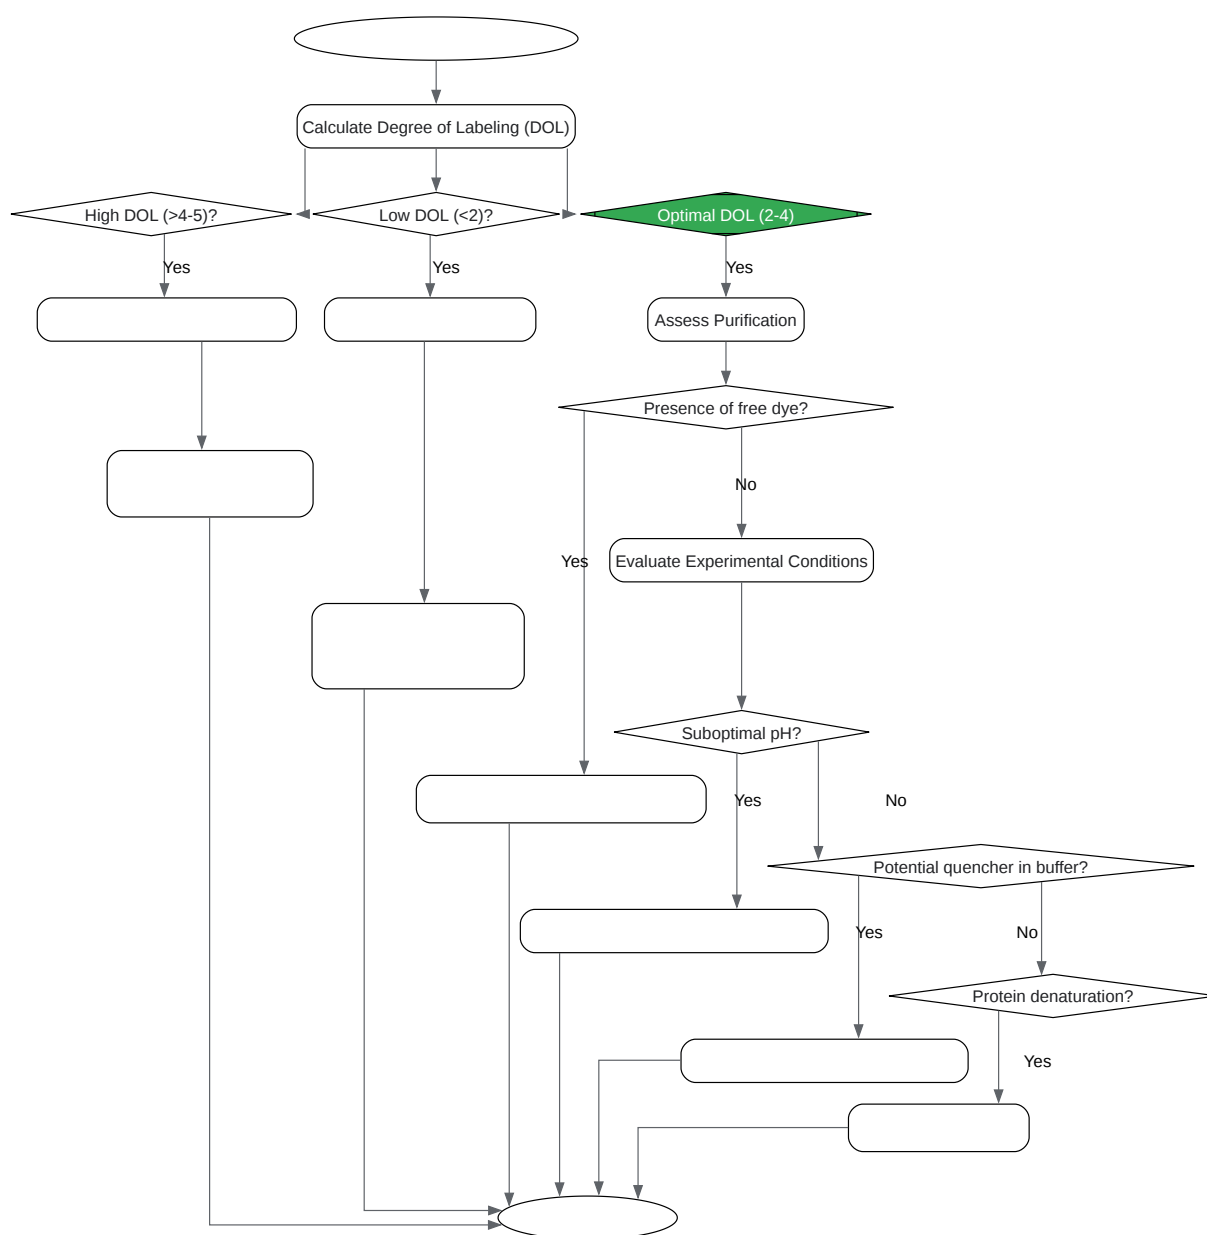 Calculate Degree of Labeling (DOL)
High DOL (>4-5)?
Low DOL (<2)?
Optimal DOL (2-4)
Yes
Yes
Yes
Assess Purification
Presence of free dye?
No
Yes
Evaluate Experimental Conditions
Suboptimal pH?
Yes
No
Potential quencher in buffer?
Yes
No
Protein denaturation?
Yes